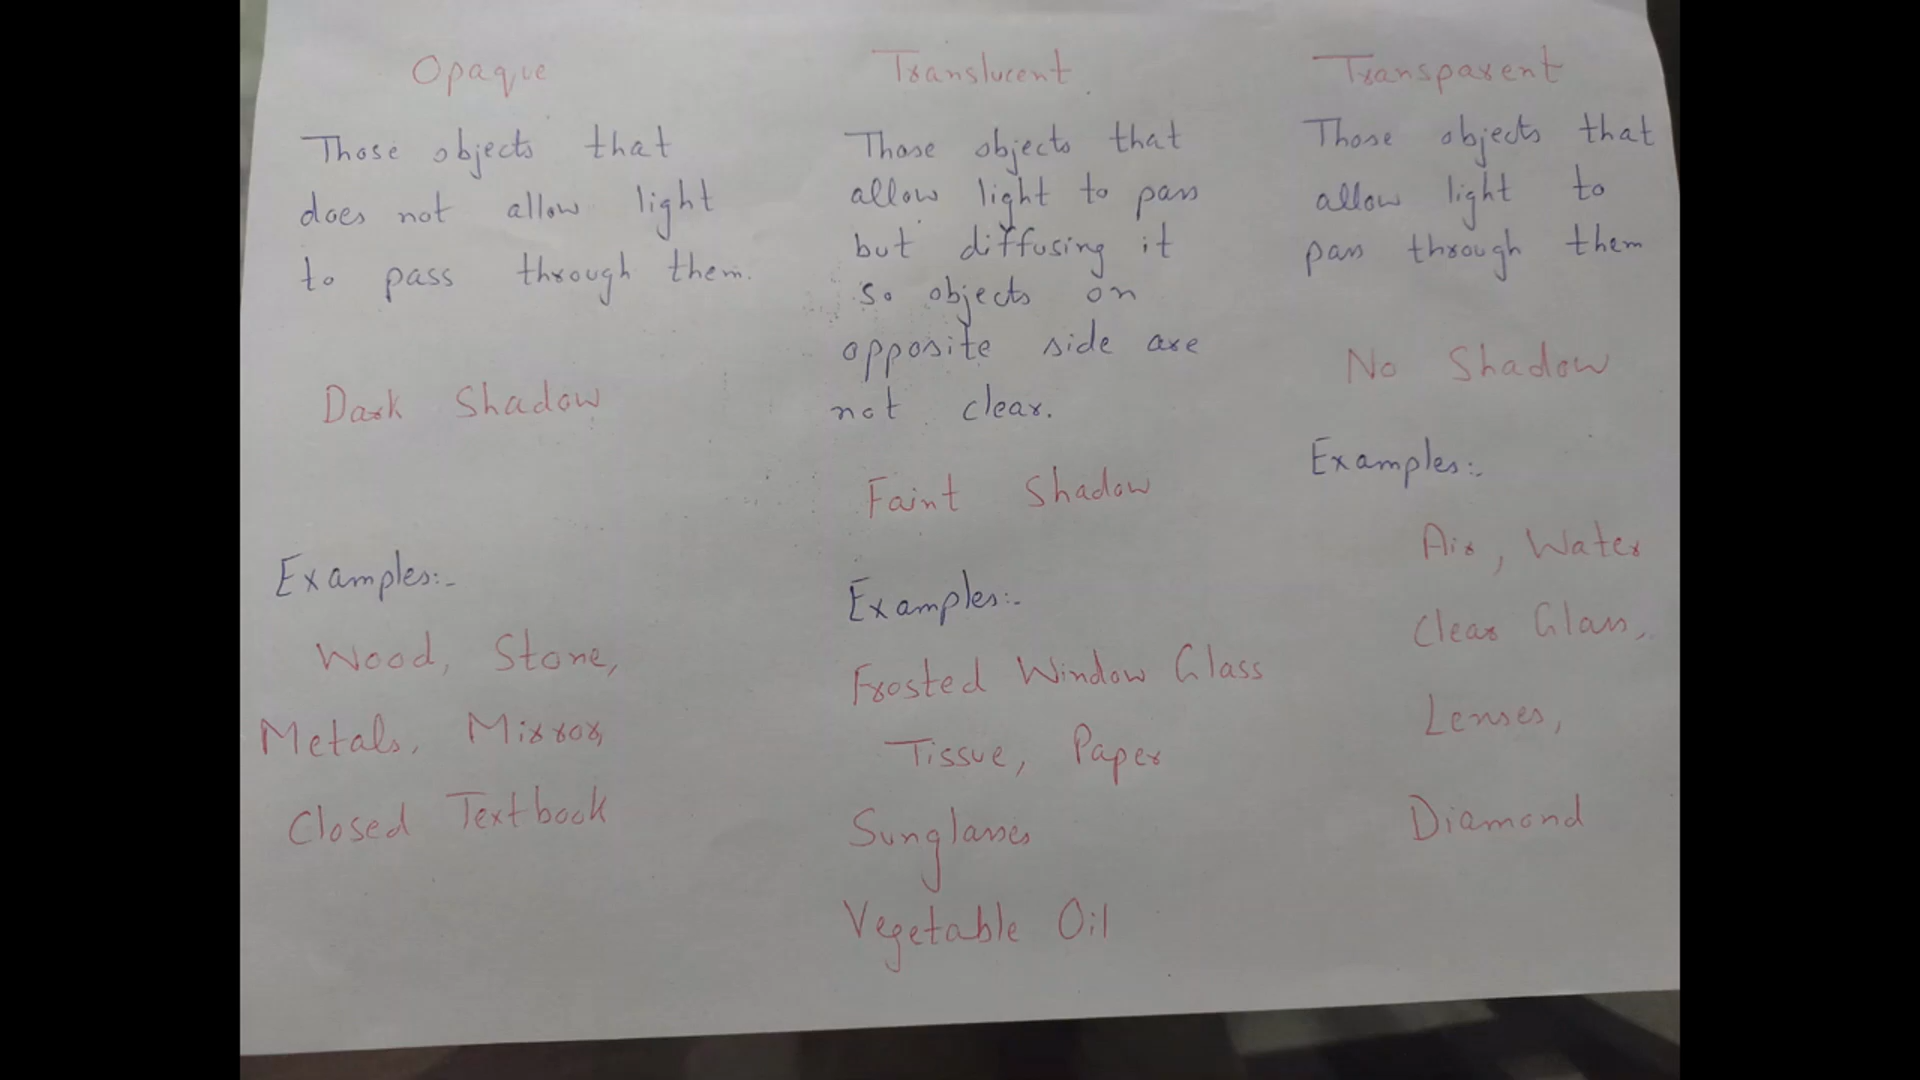 Opaque
Those objects that
does not allow light
to pass through them.
Dark Shadow
Examples:-
Wood, Stone,
Metals, Mirror,
Closed Textbook
Translucent
Those objects that
allow light to pass
but diffusing it
so objects on
opposite side are
not clear.
Faint Shadow
Examples:-
Frosted Window Glass
Tissue, Paper
Sunglasses
Vegetable Oil
Transparent
Those objects that
allow light to
pass through them
No Shadow
Examples:-
Air, Water
Clear Glass,
Lenses,
Diamond